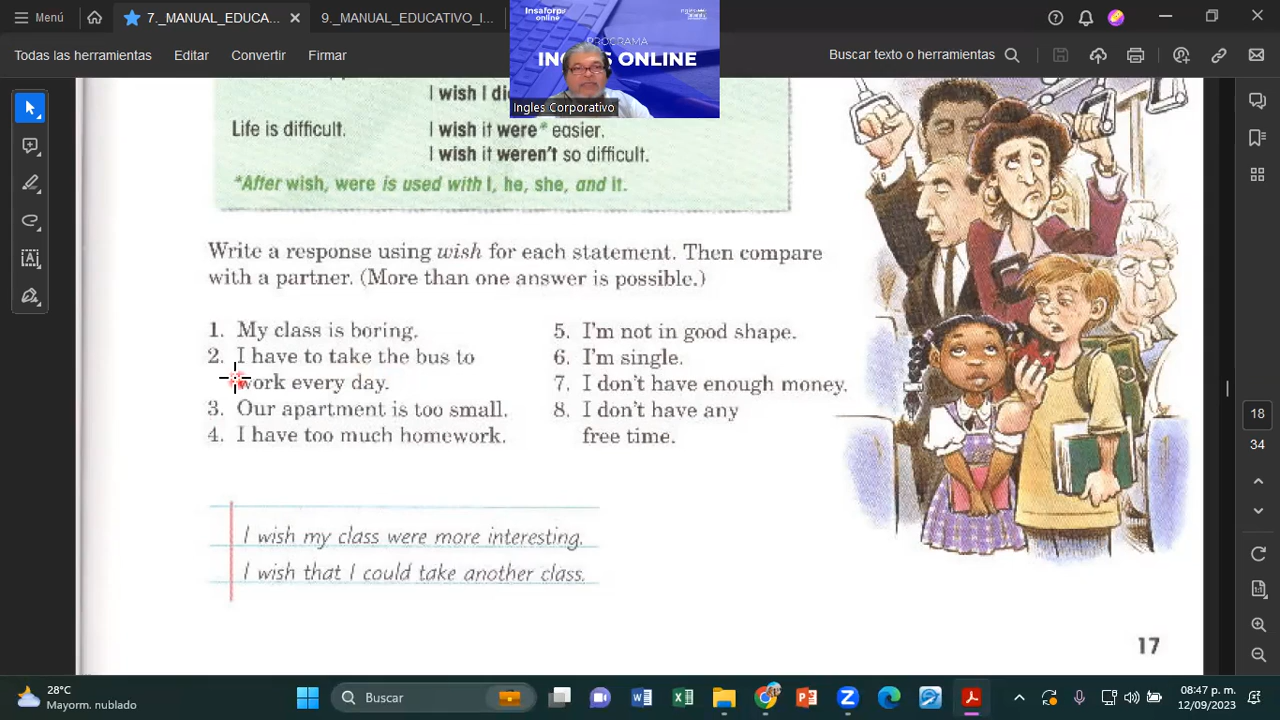 Menú
7._MANUAL_EDUCA...
9._MANUAL_EDUCATIVO_I...
Insaforp
online
PROGRAMA
INGLES ONLINE
Ingles Corporativo
Todas las herramientas
Editar
Convertir
Firmar
Buscar texto o herramientas
Life is difficult.
I wish it were* easier.
I wish it weren't so difficult.
*After wish, were is used with I, he, she, and it.
Write a response using wish for each statement. Then compare
with a partner. (More than one answer is possible.)
1. My class is boring.
2. I have to take the bus to
work every day.
3. Our apartment is too small.
4. I have too much homework.
5. I'm not in good shape.
6. I'm single.
7. I don't have enough money.
8. I don't have any
free time.
I wish my class were more interesting.
I wish that I could take another class.
17
18
34
28°C
Mayorm. nublado
Buscar
08:47 p. m.
12/09/2023